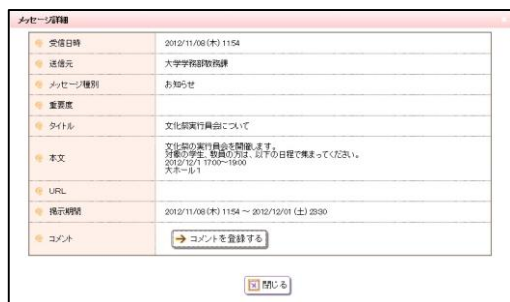 メッセージ詳細
受信日時 2012/11/08(木) 11:54
送信元 大学学務部教務課
メッセージ種別 お知らせ
重要度
タイトル 文化祭実行員会について
本文 文化祭の実行員会を開催します。
対象の学生、教員の方は、以下の日程で集まってください。
2012/12/1 17:00~19:00
大ホール1
URL
掲示期間 2012/11/08(木) 11:54 ~ 2012/12/01 (土) 23:30
コメント コメントを登録する
閉じる